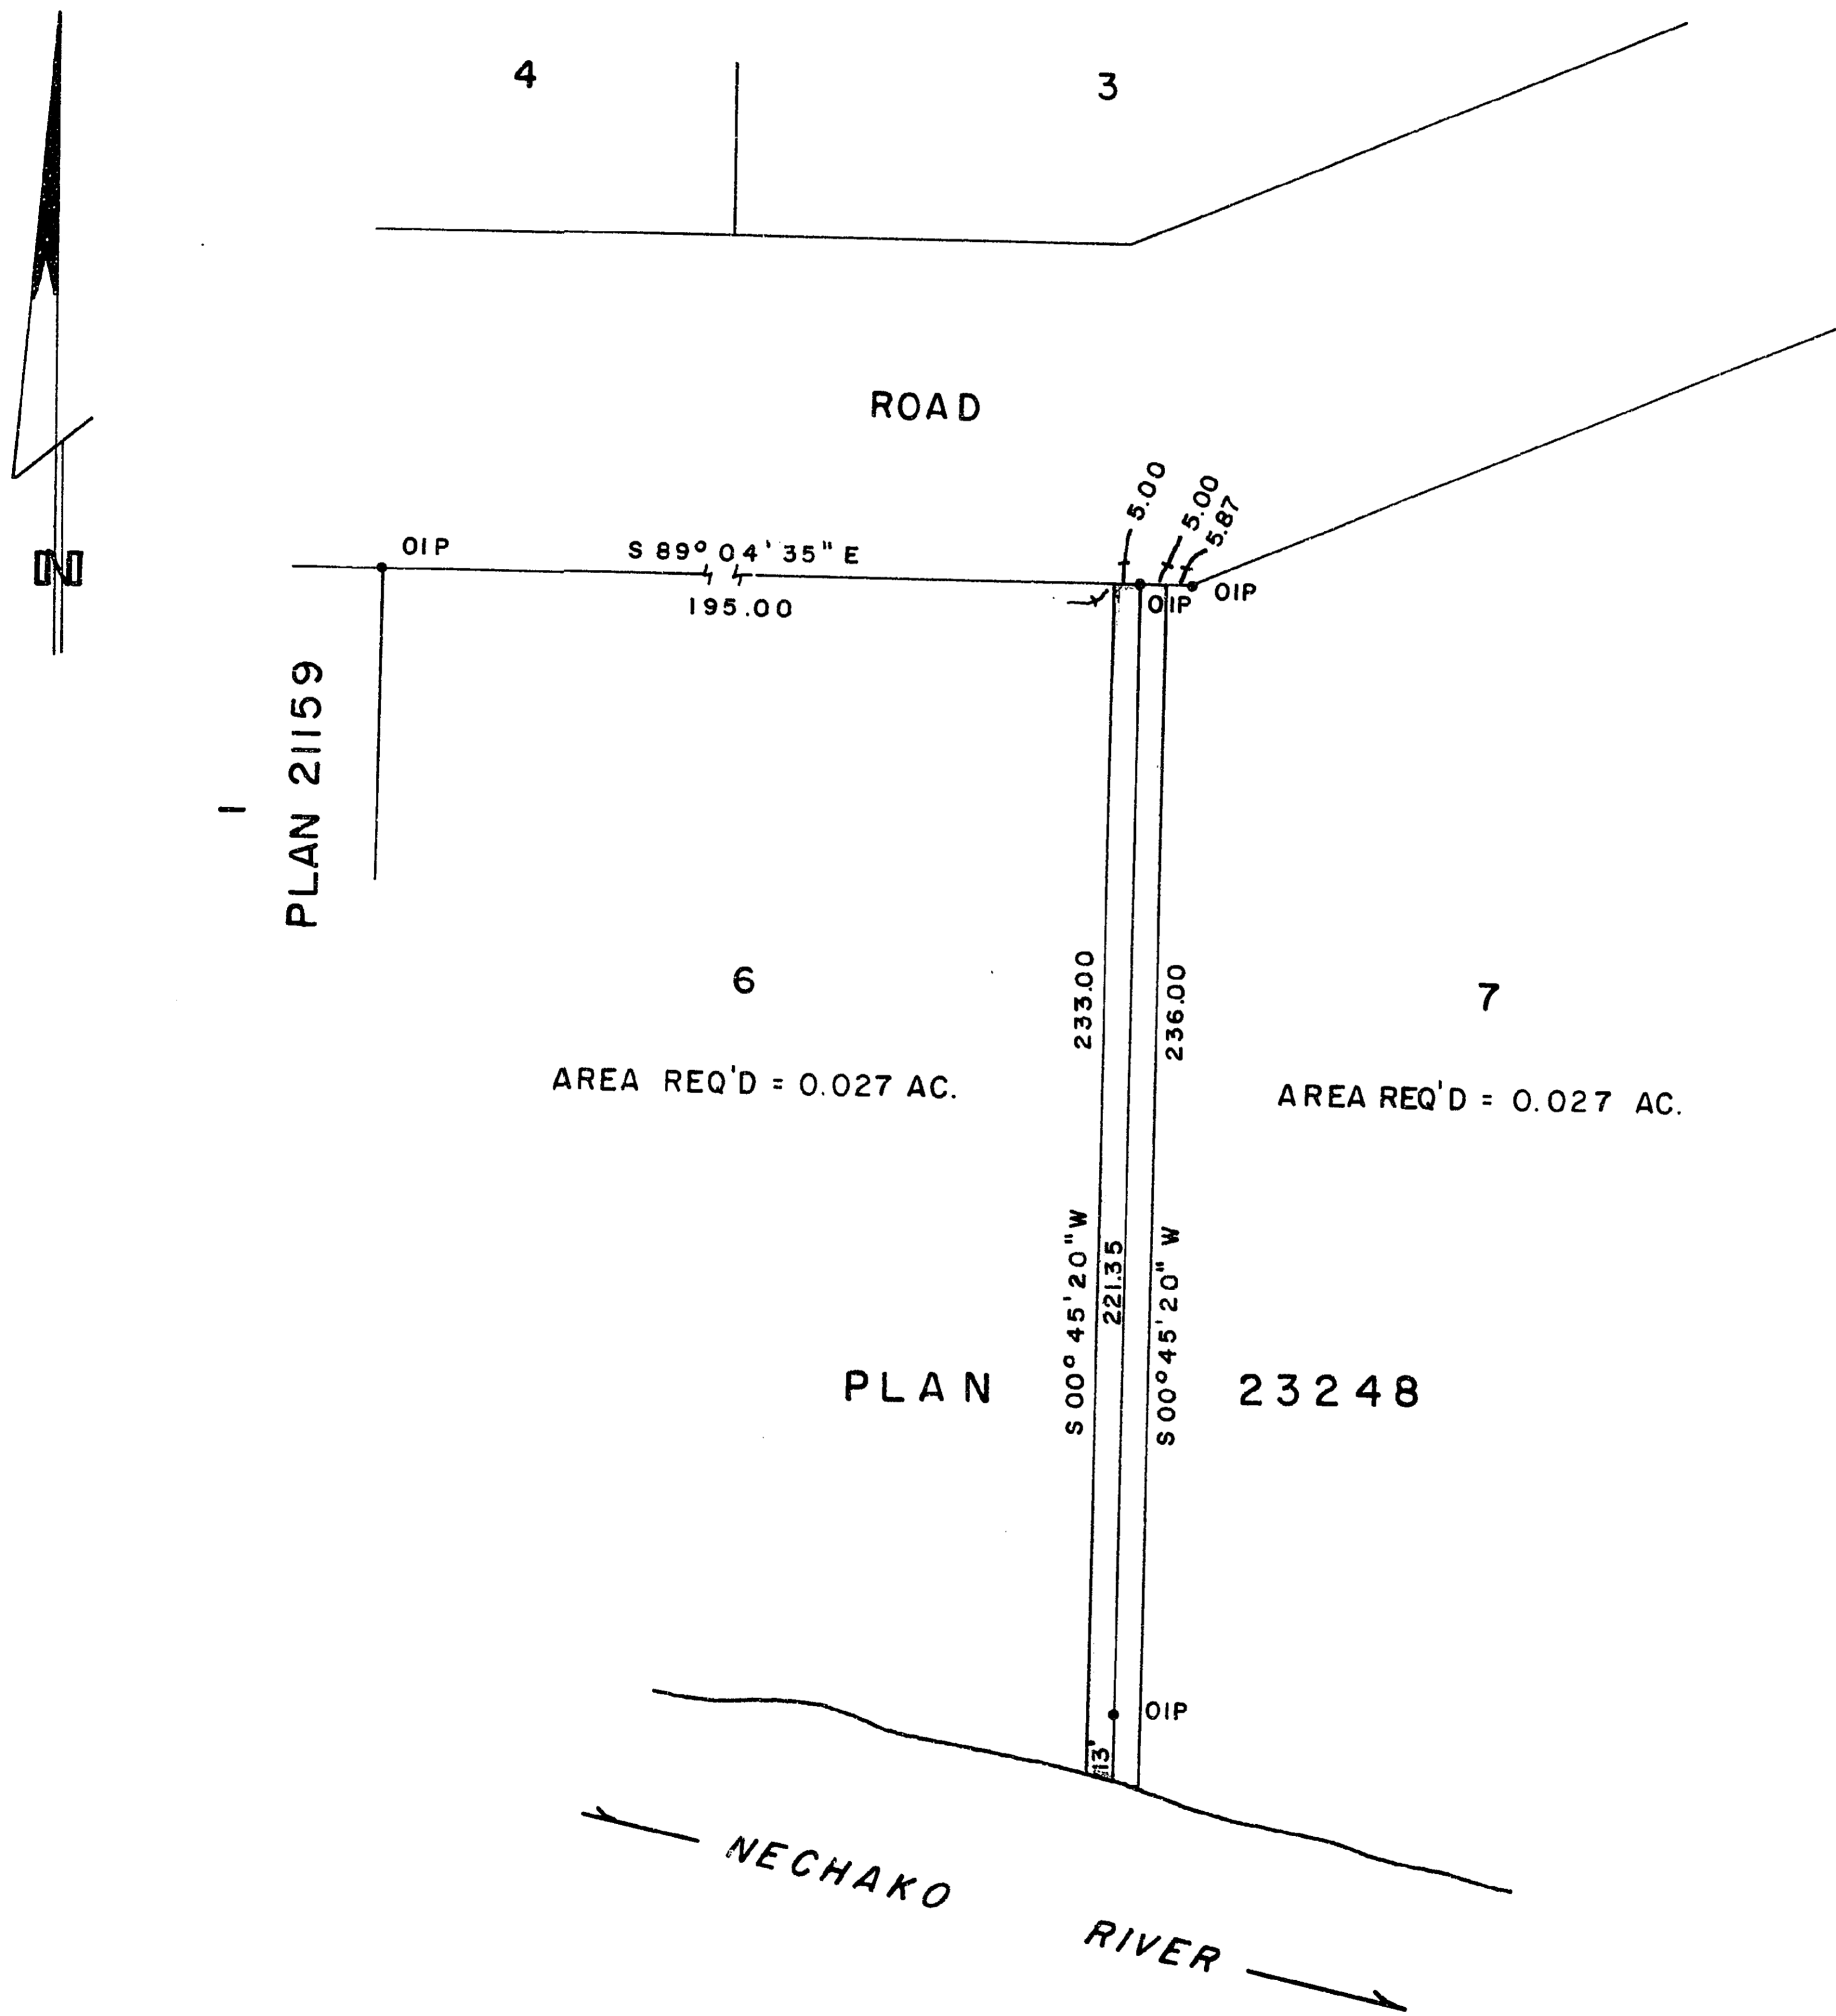 4
3
ROAD
N
5.00
5.00
5.87
OIP
S 89° 04' 35" E
195.00
OIP
OIP
PLAN 21159
1
6
233.00
236.00
7
AREA REQ'D = 0.027 AC.
AREA REQ'D = 0.027 AC.
S 00° 45' 20" W
221.35
S 00° 45' 20" W
PLAN 23248
OIP
13'
NECHAKO RIVER